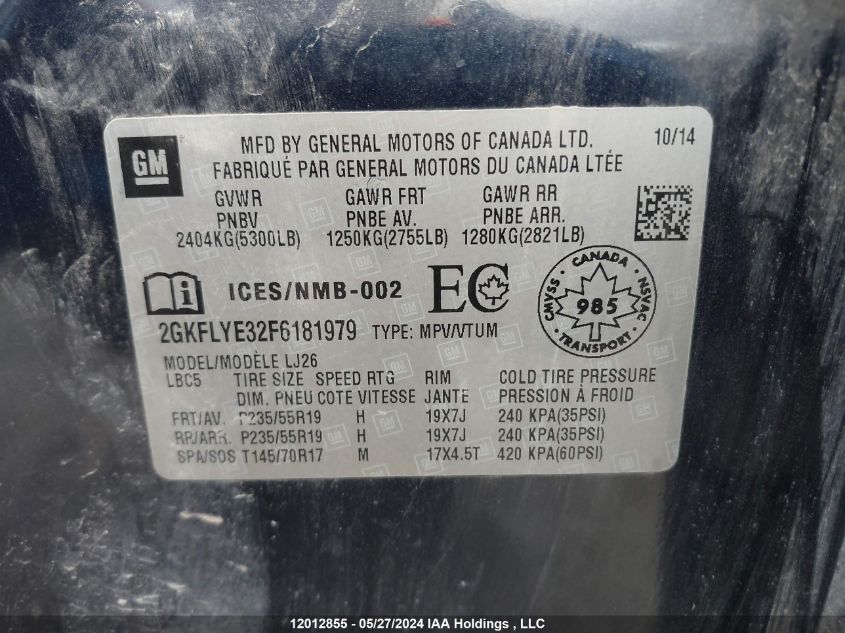 GM
MFD BY GENERAL MOTORS OF CANADA LTD. 10/14
FABRIQUÉ PAR GENERAL MOTORS DU CANADA LTÉE
GVWR GAWR FRT GAWR RR
PNBV PNBE AV. PNBE ARR.
2404KG(5300LB) 1250KG(2755LB) 1280KG(2821LB)
i ICES/NMB-002 EC
CANADA
CMVSS 985 NSVAC
TRANSPORT
2GKFLYE32F6181979 TYPE: MPV/VTUM
MODEL/MODÈLE LJ26
LBC5 TIRE SIZE SPEED RTG RIM COLD TIRE PRESSURE
DIM. PNEU COTE VITESSE JANTE PRESSION À FROID
FRT/AV. P235/55R19 H 19X7J 240 KPA(35PSI)
RR/ARR. P235/55R19 H 19X7J 240 KPA(35PSI)
SPA/SOS T145/70R17 M 17X4.5T 420 KPA(60PSI)
12012855 - 05/27/2024 IAA Holdings , LLC